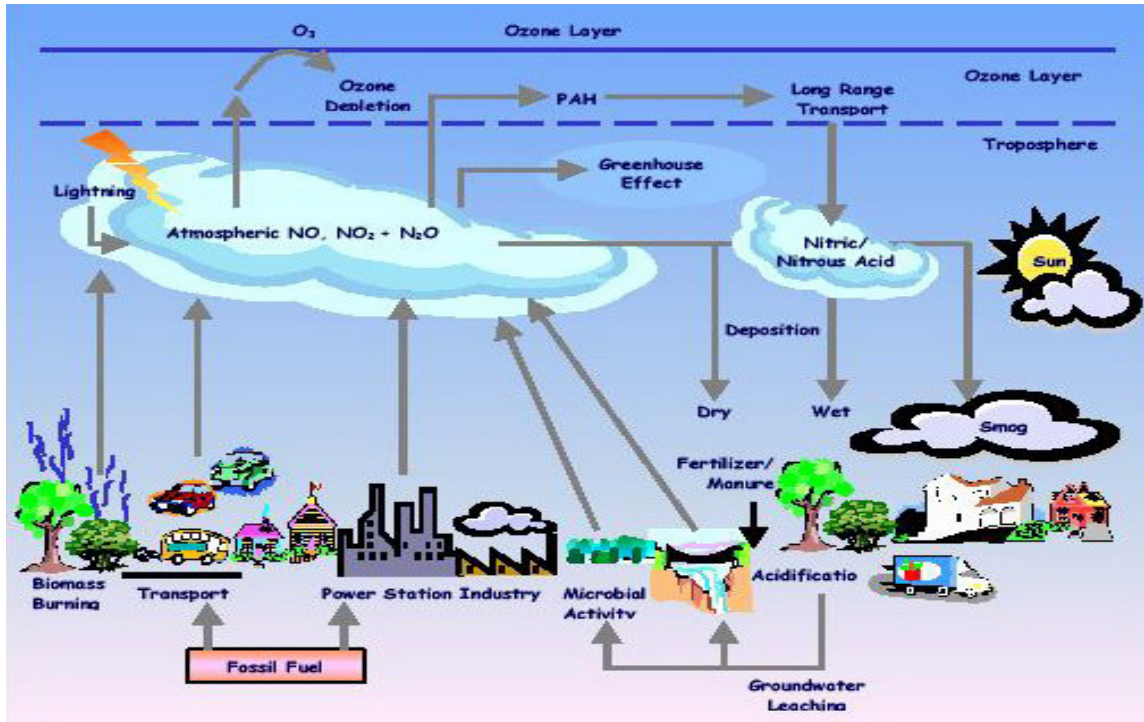 O₃
Ozone Layer
Ozone Layer
Ozone
Depletion
PAH
Long Range
Transport
Troposphere
Lightning
Greenhouse
Effect
Atmospheric NO, NO₂ + N₂O
Nitric/
Nitrous Acid
Sun
Deposition
Dry
Wet
Smog
Fertilizer/
Manure
Biomass
Burning
Transport
Power Station Industry
Microbial
Activity
Acidificatio
Fossil Fuel
Groundwater
Leaching